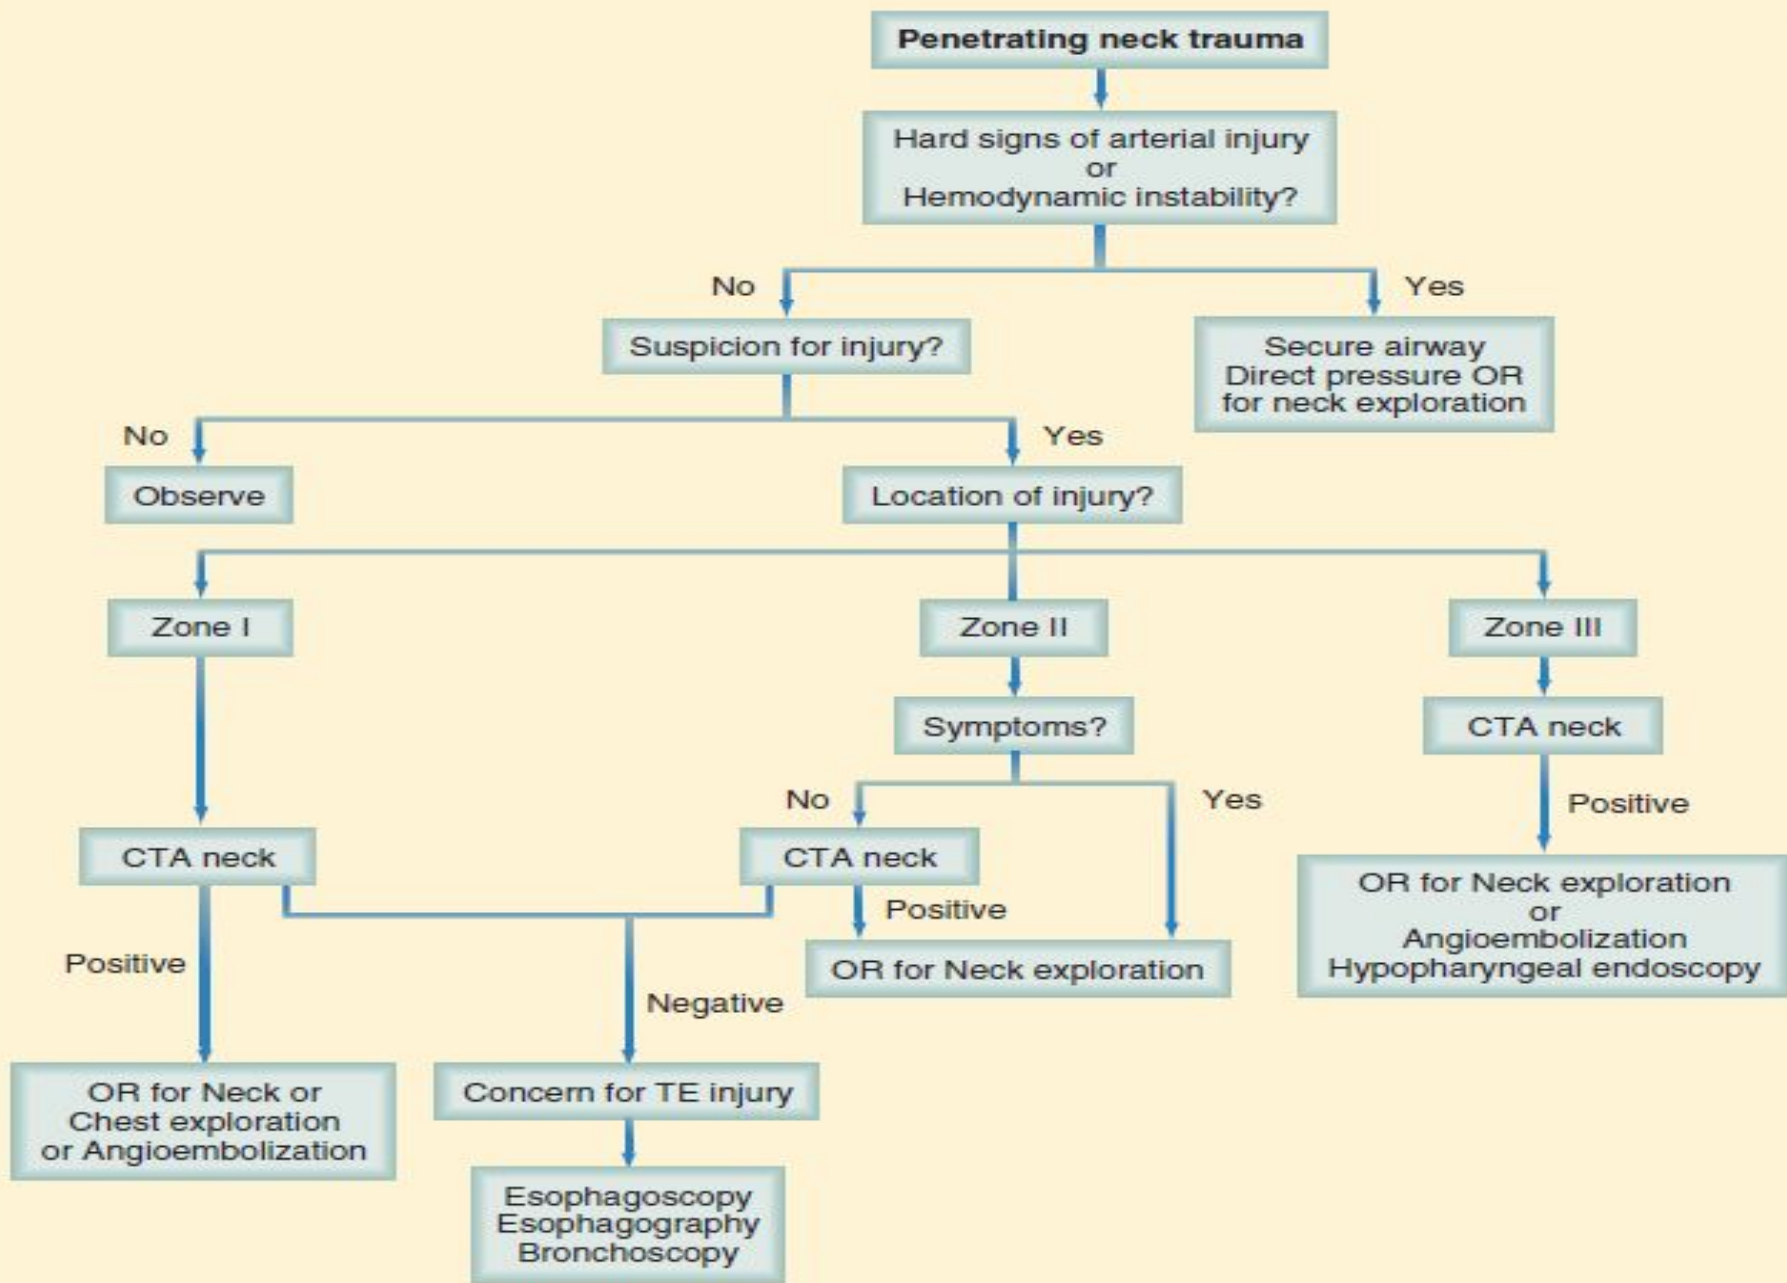 Penetrating neck trauma
Hard signs of arterial injury
or
Hemodynamic instability?
No
Yes
Suspicion for injury?
Secure airway
Direct pressure OR
for neck exploration
No
Yes
Observe
Location of injury?
Zone I
Zone II
Zone III
Symptoms?
CTA neck
No
Yes
Positive
CTA neck
CTA neck
Positive
OR for Neck exploration
or
Angioembolization
Hypopharyngeal endoscopy
Positive
OR for Neck exploration
Negative
OR for Neck or
Chest exploration
or Angioembolization
Concern for TE injury
Esophagoscopy
Esophagography
Bronchoscopy